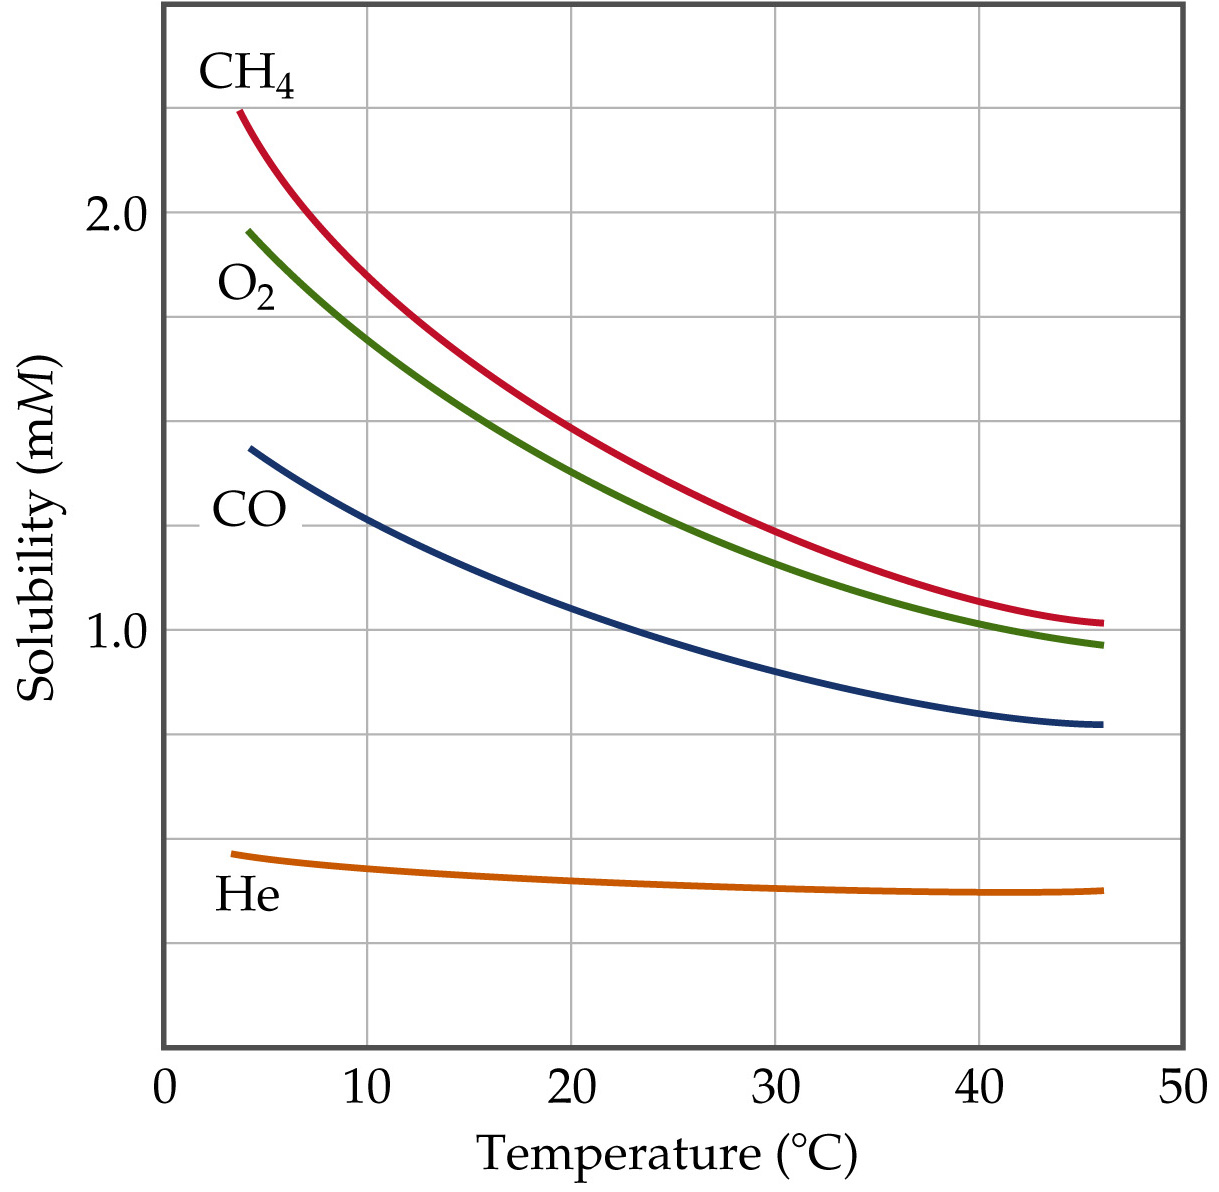 CH₄
2.0
O₂
CO
1.0
He
Solubility (mM)
0 10 20 30 40 50
Temperature (°C)